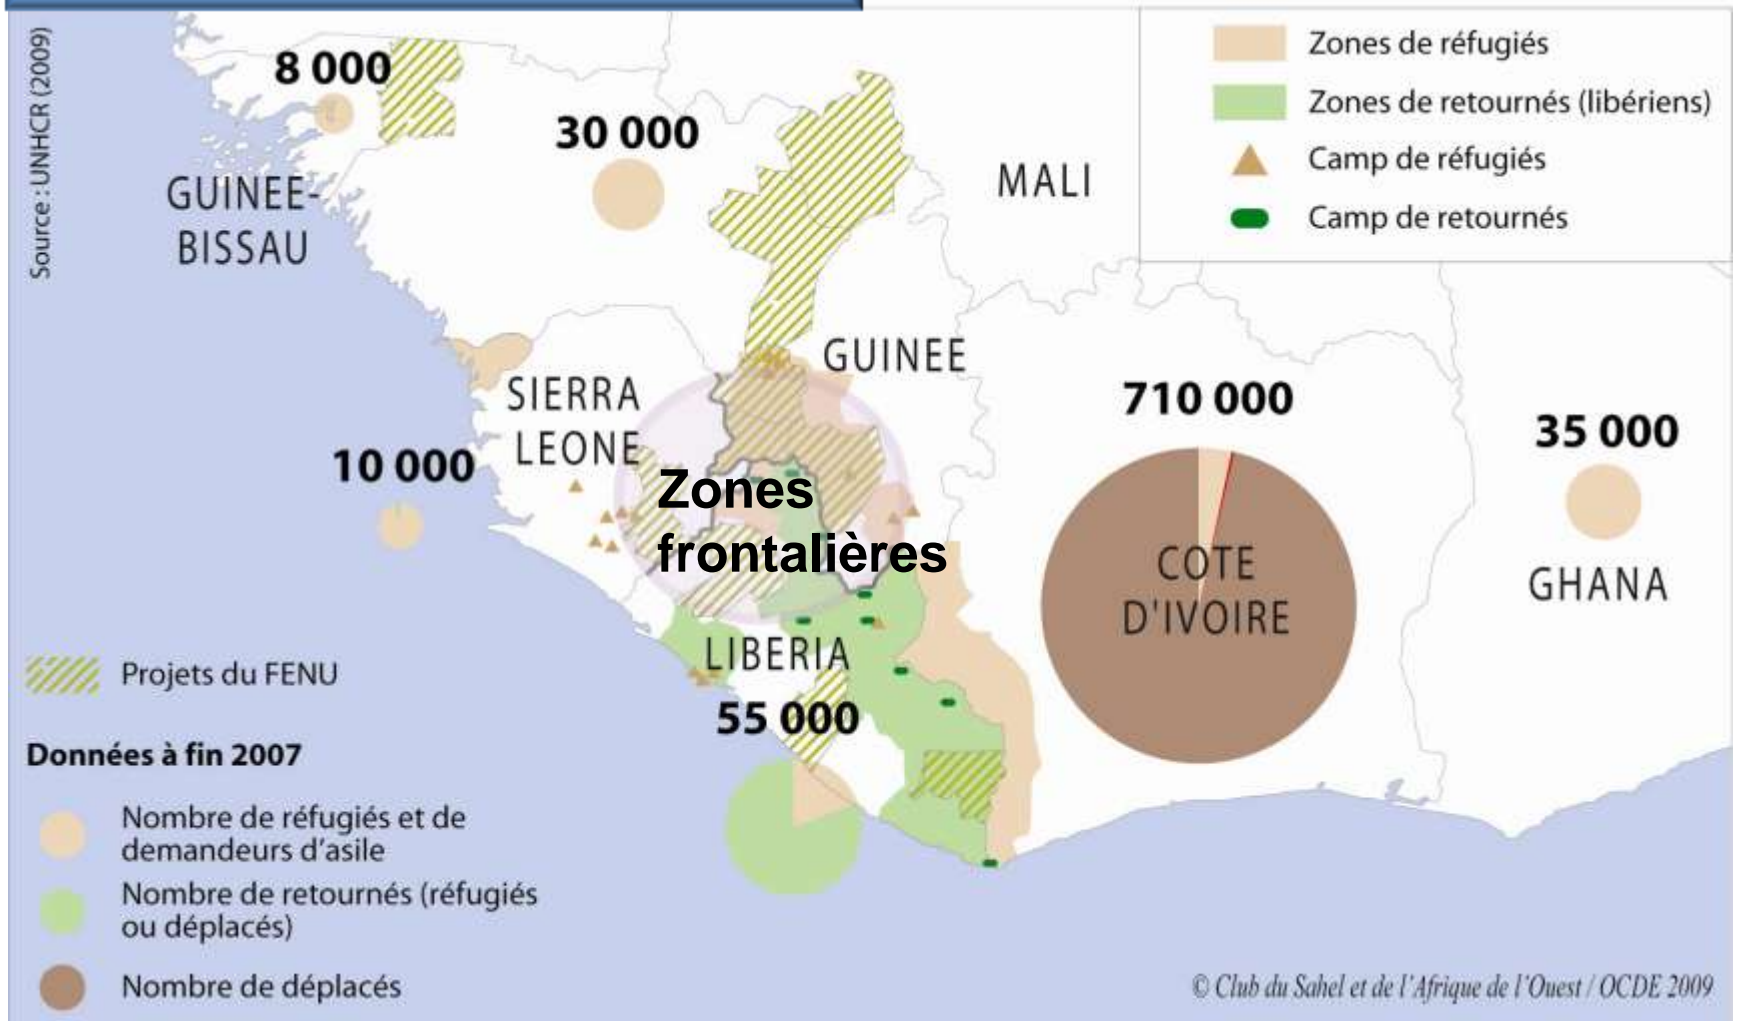 Source : UNHCR (2009)
8 000
30 000
GUINEE-
BISSAU
MALI
Zones de réfugiés
Zones de retournés (libériens)
Camp de réfugiés
Camp de retournés
GUINEE
SIERRA
LEONE
10 000
710 000
35 000
Zones
frontalières
COTE
D'IVOIRE
GHANA
LIBERIA
55 000
Projets du FENU
Données à fin 2007
Nombre de réfugiés et de
demandeurs d'asile
Nombre de retournés (réfugiés
ou déplacés)
Nombre de déplacés
© Club du Sahel et de l'Afrique de l'Ouest / OCDE 2009